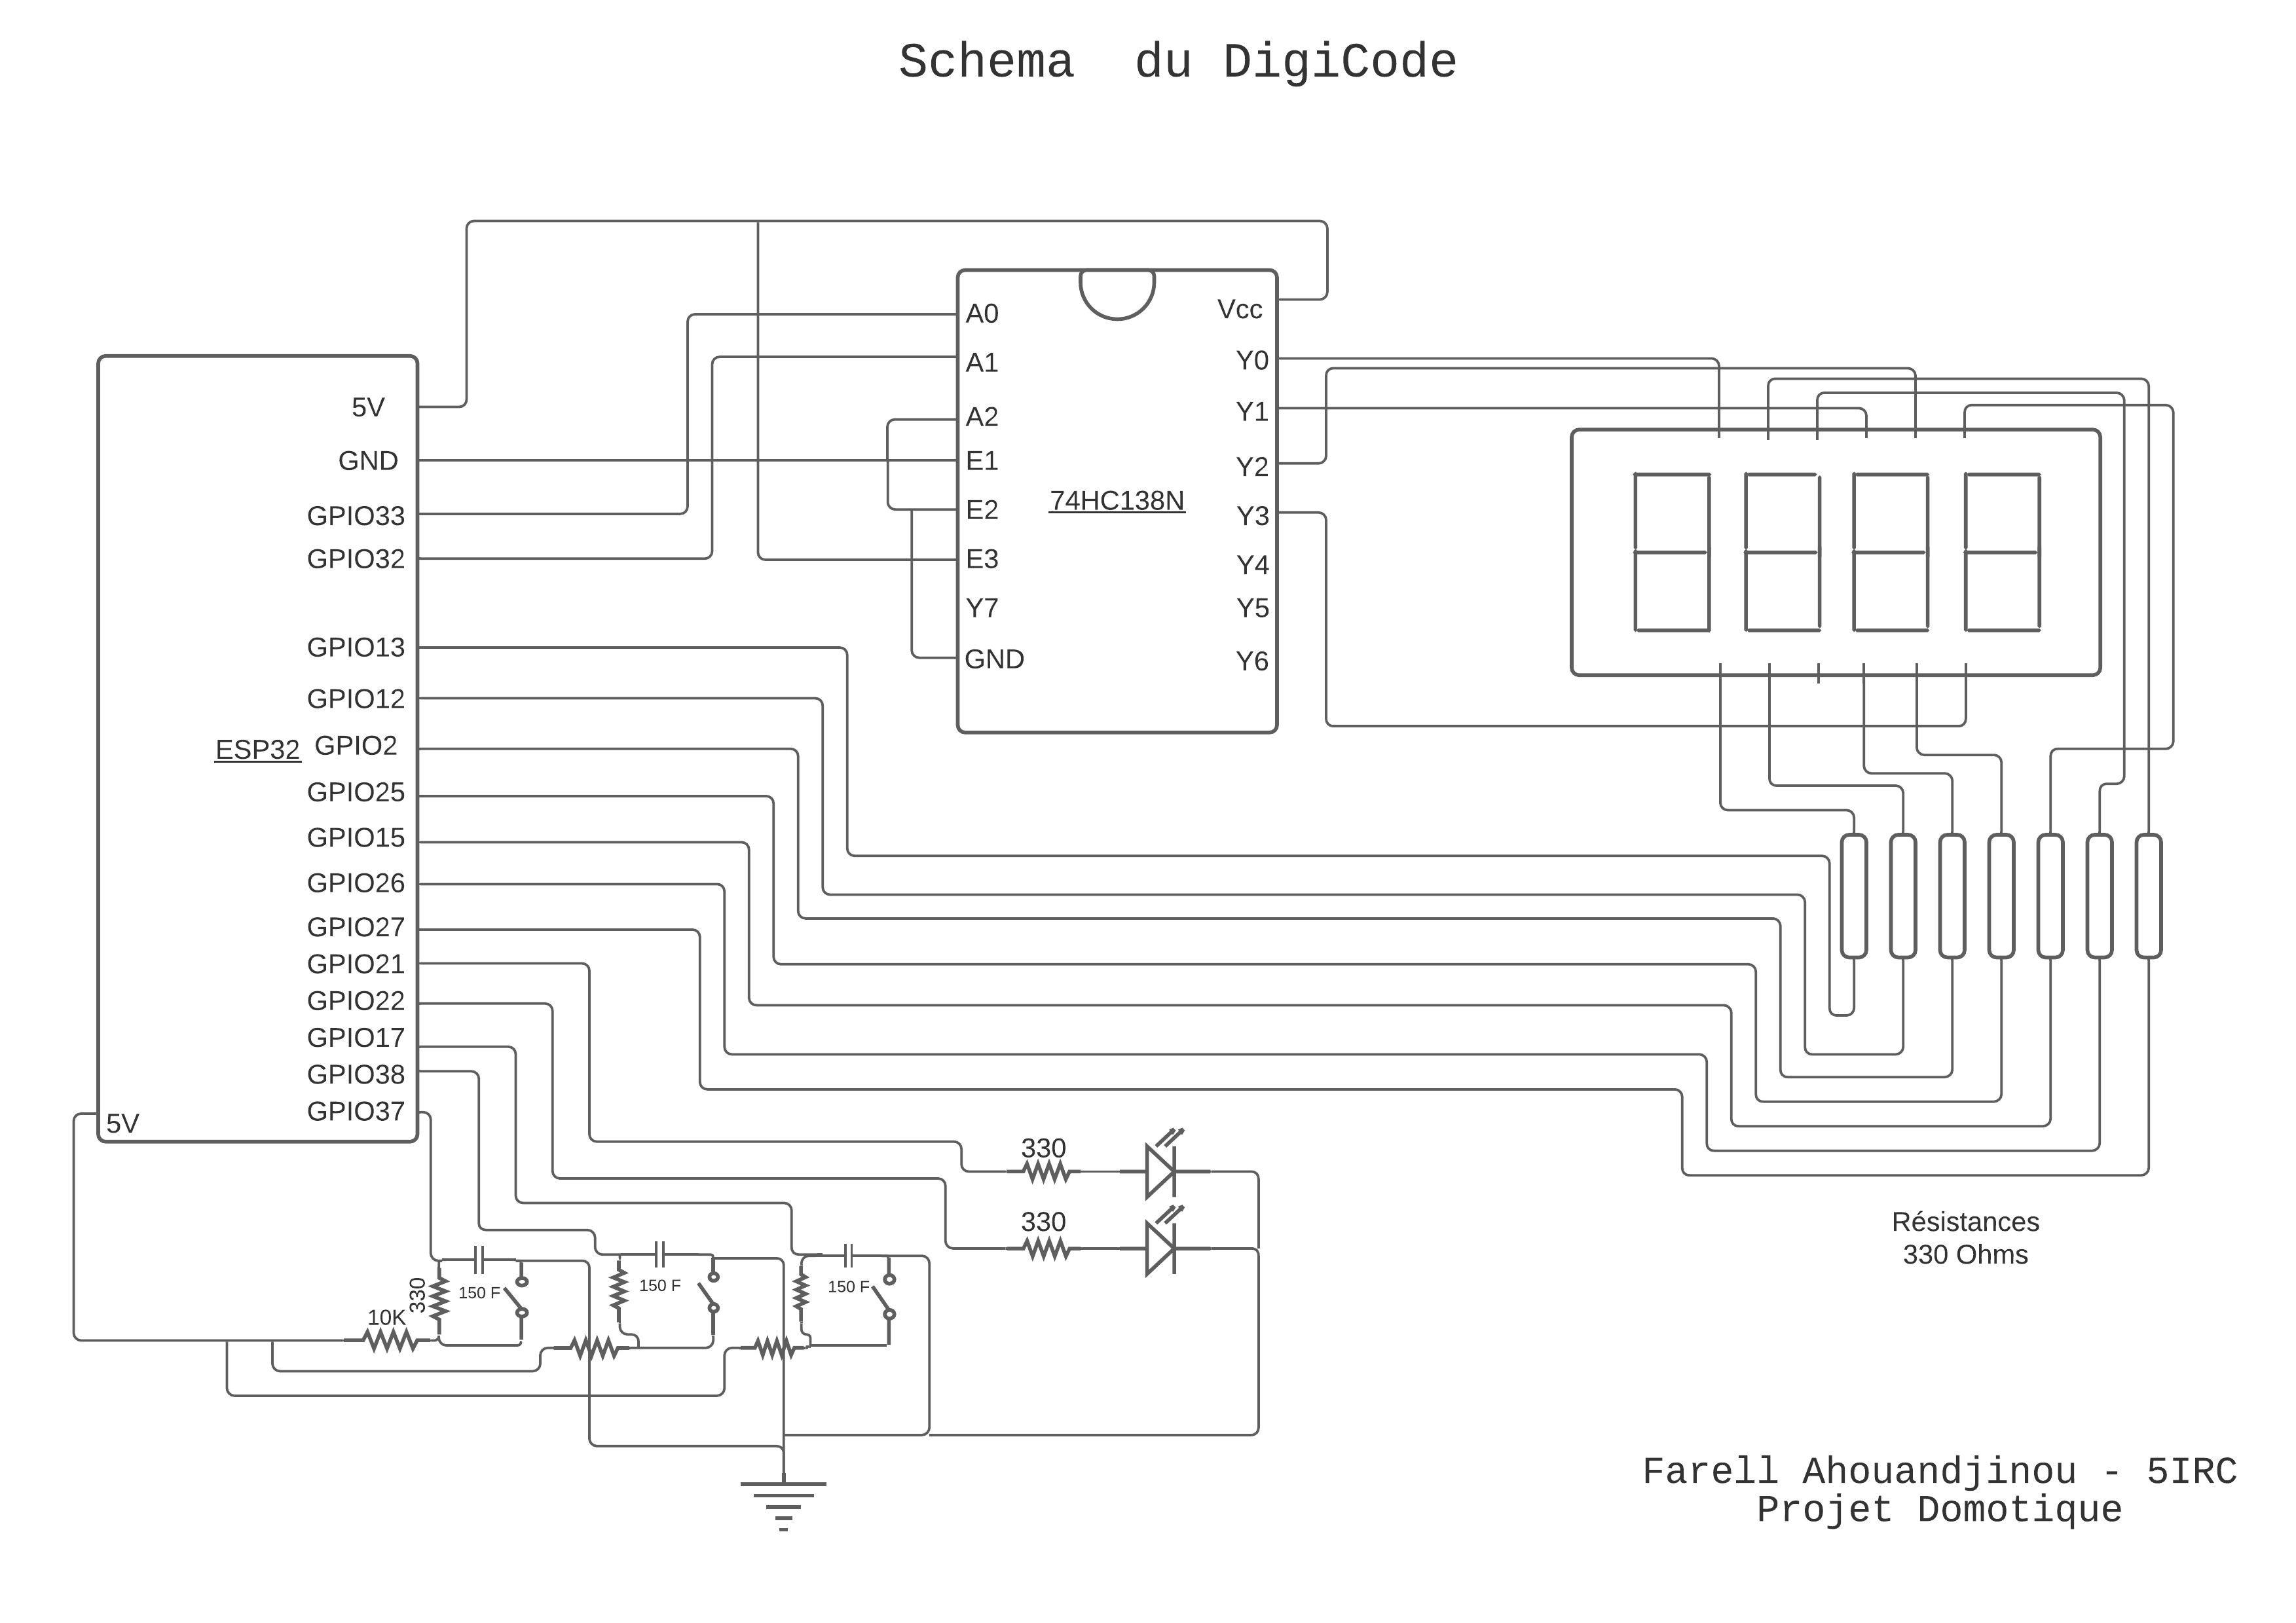 Schema du DigiCode
5V
GND
GPIO33
GPIO32
GPIO13
GPIO12
ESP32 GPIO2
GPIO25
GPIO15
GPIO26
GPIO27
GPIO21
GPIO22
GPIO17
GPIO38
GPIO37
5V
A0
A1
A2
E1
E2
E3
Y7
GND
74HC138N
Vcc
Y0
Y1
Y2
Y3
Y4
Y5
Y6
330
330
330
10K
150 F
150 F
150 F
Résistances
330 Ohms
Farell Ahouandjinou - 5IRC
Projet Domotique